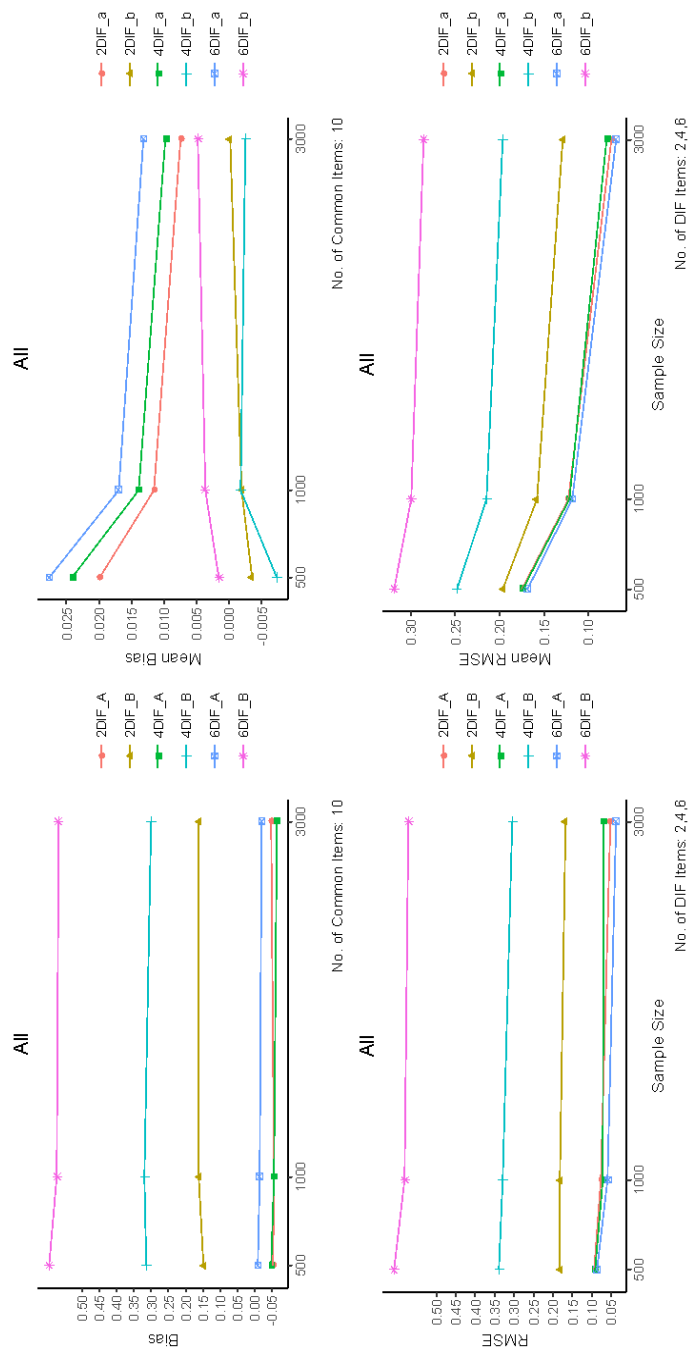 All
Bias
0.50
0.45
0.40
0.35
0.30
0.25
0.20
0.15
0.10
0.05
0.00
-0.05
500
1000
3000
No. of Common Items: 10
2DIF_A
2DIF_B
4DIF_A
4DIF_B
6DIF_A
6DIF_B
All
Mean Bias
0.025
0.020
0.015
0.010
0.005
0.000
-0.005
500
1000
3000
No. of Common Items: 10
2DIF_a
2DIF_b
4DIF_a
4DIF_b
6DIF_a
6DIF_b
All
RMSE
0.50
0.45
0.40
0.35
0.30
0.25
0.20
0.15
0.10
0.05
500
1000
3000
Sample Size
No. of DIF Items: 2,4,6
2DIF_A
2DIF_B
4DIF_A
4DIF_B
6DIF_A
6DIF_B
All
Mean RMSE
0.30
0.25
0.20
0.15
0.10
500
1000
3000
Sample Size
No. of DIF Items: 2,4,6
2DIF_a
2DIF_b
4DIF_a
4DIF_b
6DIF_a
6DIF_b